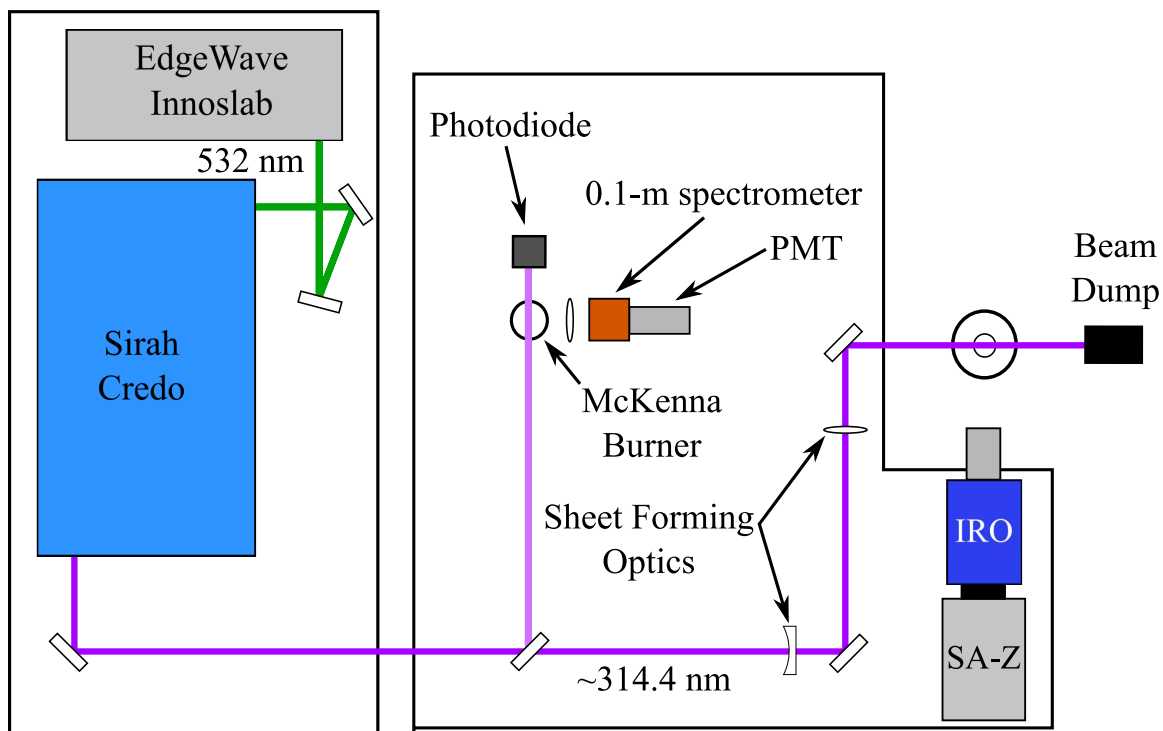 EdgeWave
Innoslab
532 nm
Sirah
Credo
Photodiode
0.1-m spectrometer
PMT
McKenna
Burner
Beam
Dump
Sheet Forming
Optics
IRO
SA-Z
~314.4 nm